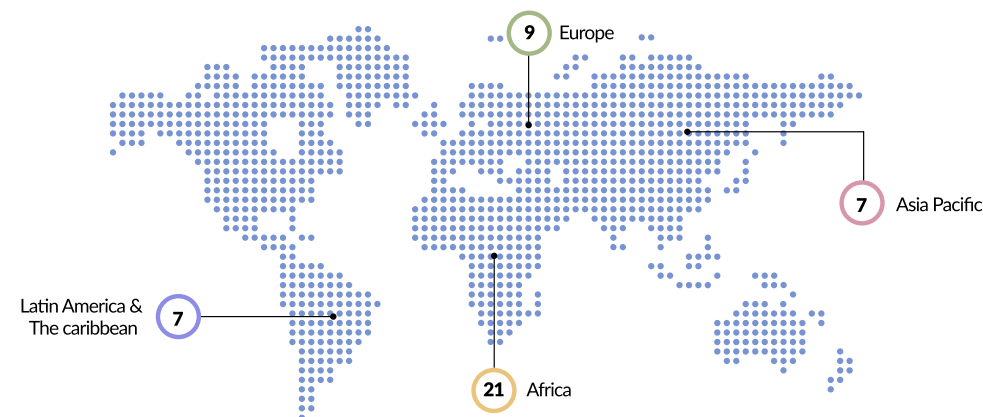 9 Europe
7 Asia Pacific
Latin America &
The caribbean
7
21 Africa